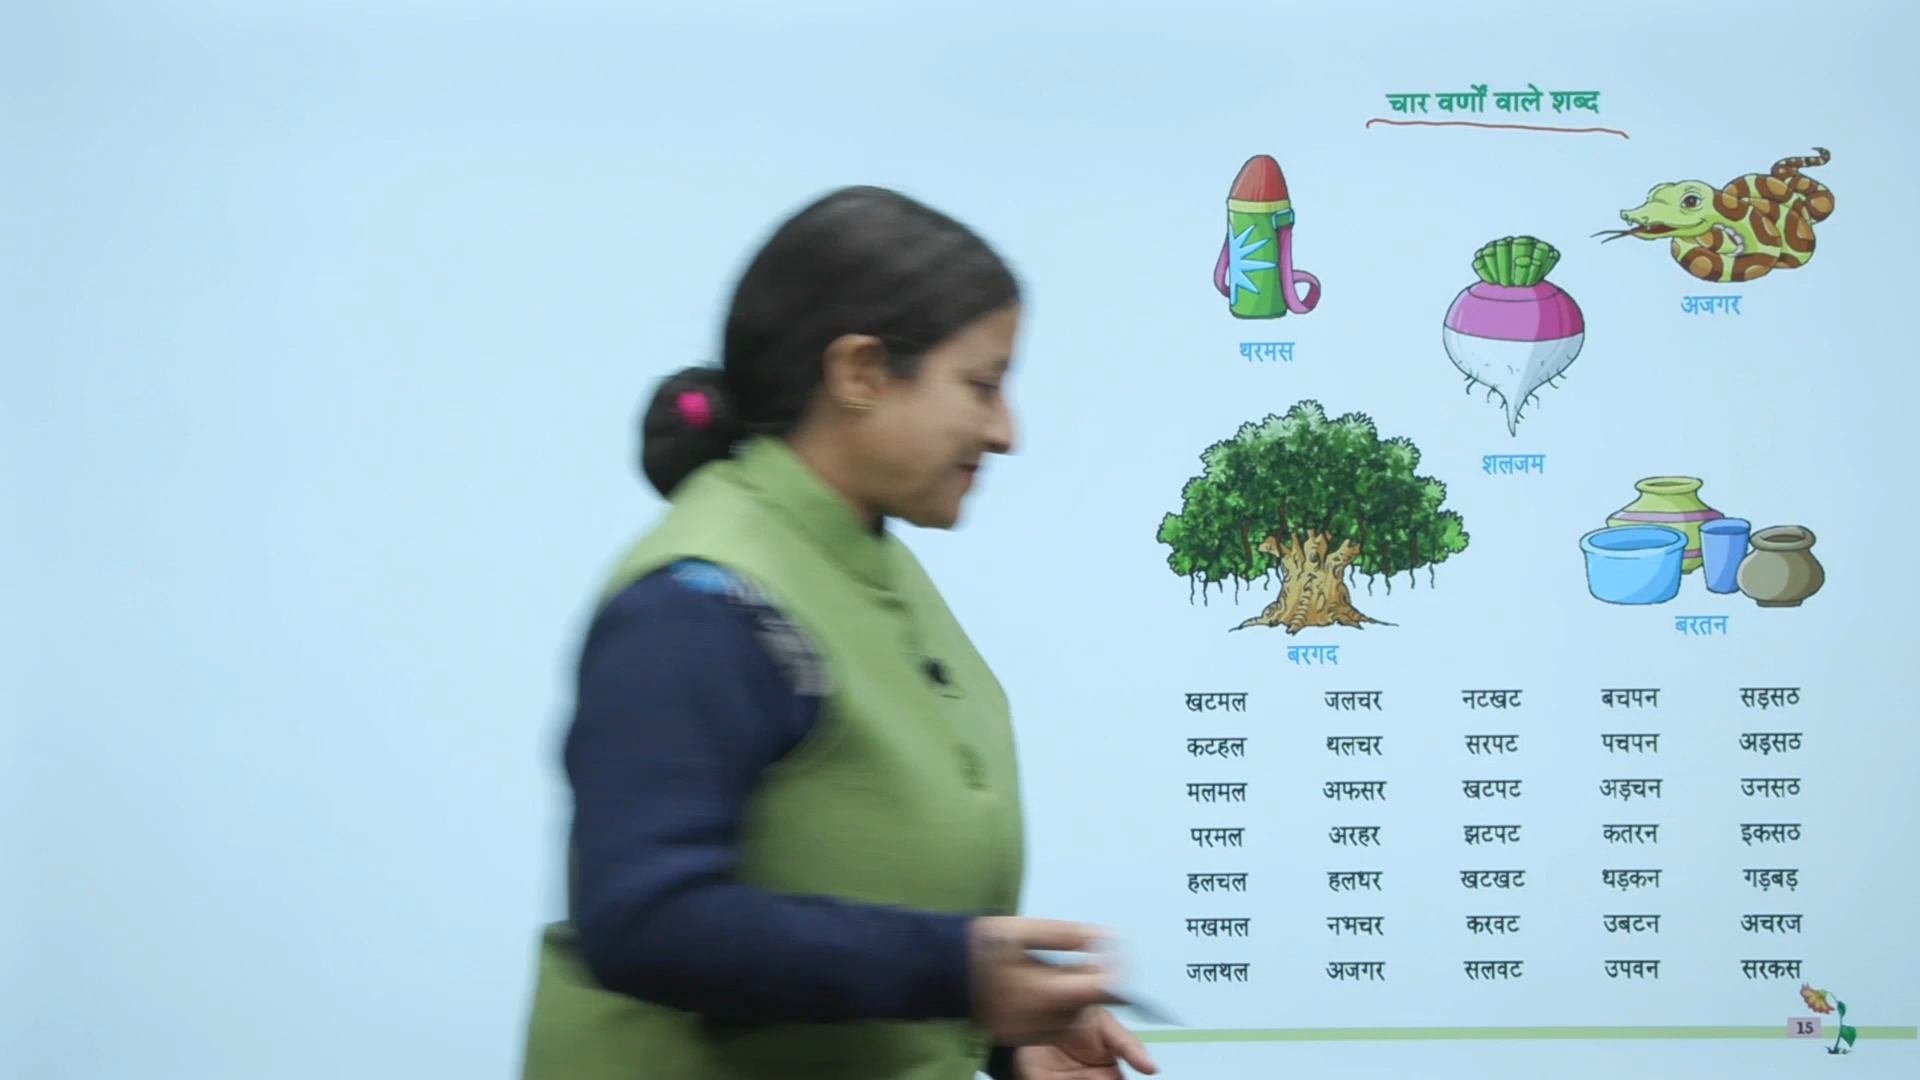 चार वर्णों वाले शब्द
थरमस
अजगर
शलजम
बरगद
बरतन
खटमल जलचर नटखट बचपन सड़सठ
कटहल थलचर सरपट पचपन अड़सठ
मलमल अफसर खटपट अड़चन उनसठ
परमल अरहर झटपट कतरन इकसठ
हलचल हलधर खटखट धड़कन गड़बड़
मखमल नभचर करवट उबटन अचरज
जलथल अजगर सलवट उपवन सरकस
15